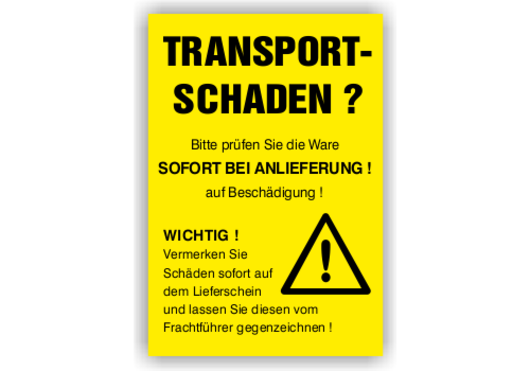 TRANSPORT-
SCHADEN ?
Bitte prüfen Sie die Ware
SOFORT BEI ANLIEFERUNG !
auf Beschädigung !
WICHTIG !
Vermerken Sie
Schäden sofort auf
dem Lieferschein
und lassen Sie diesen vom
Frachtführer gegenzeichnen !